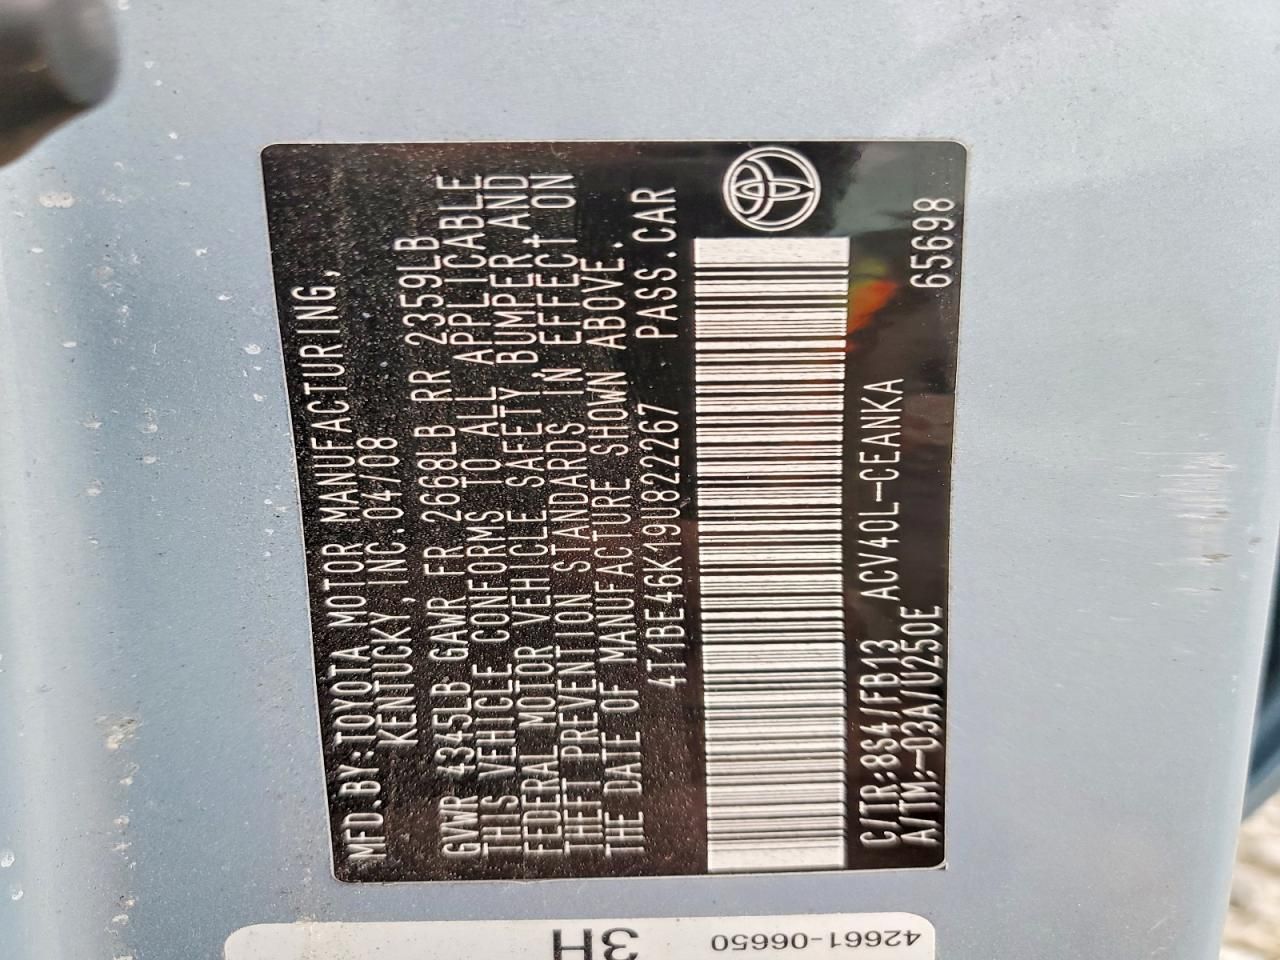 MFD.BY:TOYOTA MOTOR MANUFACTURING,
KENTUCKY, INC.04/08
GVWR 4345LB GAWR FR 2668LB RR 2359LB
THIS VEHICLE CONFORMS TO ALL APPLICABLE
FEDERAL MOTOR VEHICLE SAFETY, BUMPER, AND
THEFT PREVENTION STANDARDS IN EFFECT ON
THE DATE OF MANUFACTURE SHOWN ABOVE.
4T1BE46K19U822267 PASS.CAR
C/TR:8S4/FB13 ACV40L-CEANKA
A/TM:-03A/U250E 65698
42661-06650
3H